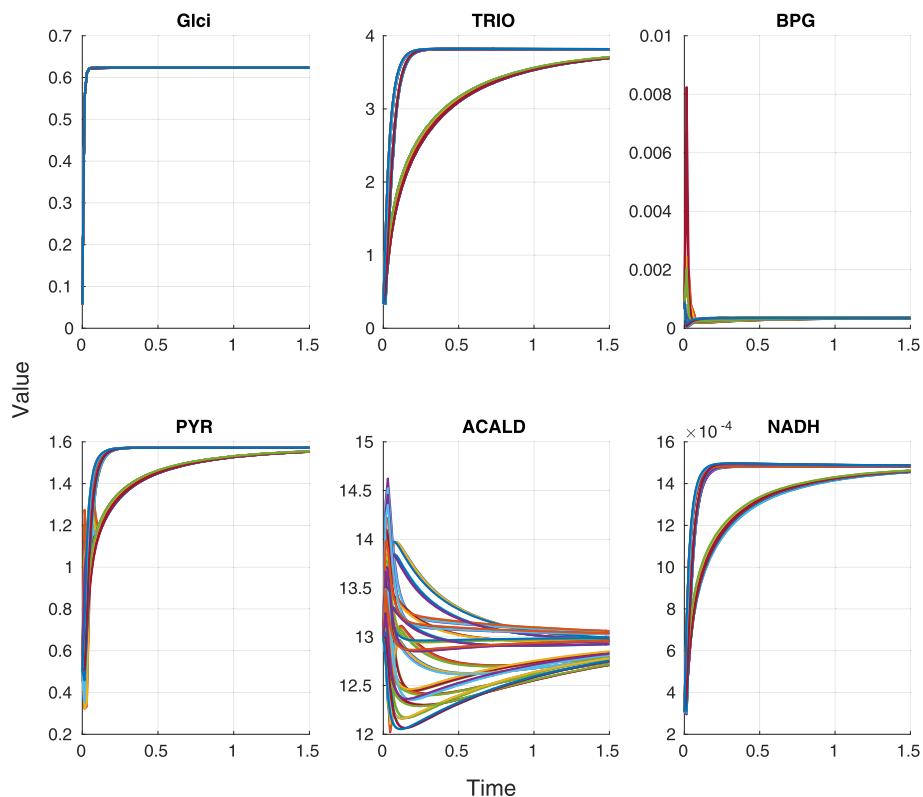 Glci TRIO BPG
0.7 4 0.01
0.6
0.008
0.5 3
0.4 0.006
2
0.3 0.004
0.2
1
0.002
0.1
0 0 0
0 0.5 1 1.5 0 0.5 1 1.5 0 0.5 1 1.5
Value
PYR ACALD NADH
×10⁻⁴
1.6 15 16
1.4 14.5 14
1.2 14 12
1 13.5 10
0.8 13 8
0.6 12.5 6
0.4 4
0.2 12 2
0 0.5 1 1.5 0 0.5 1 1.5 0 0.5 1 1.5
Time